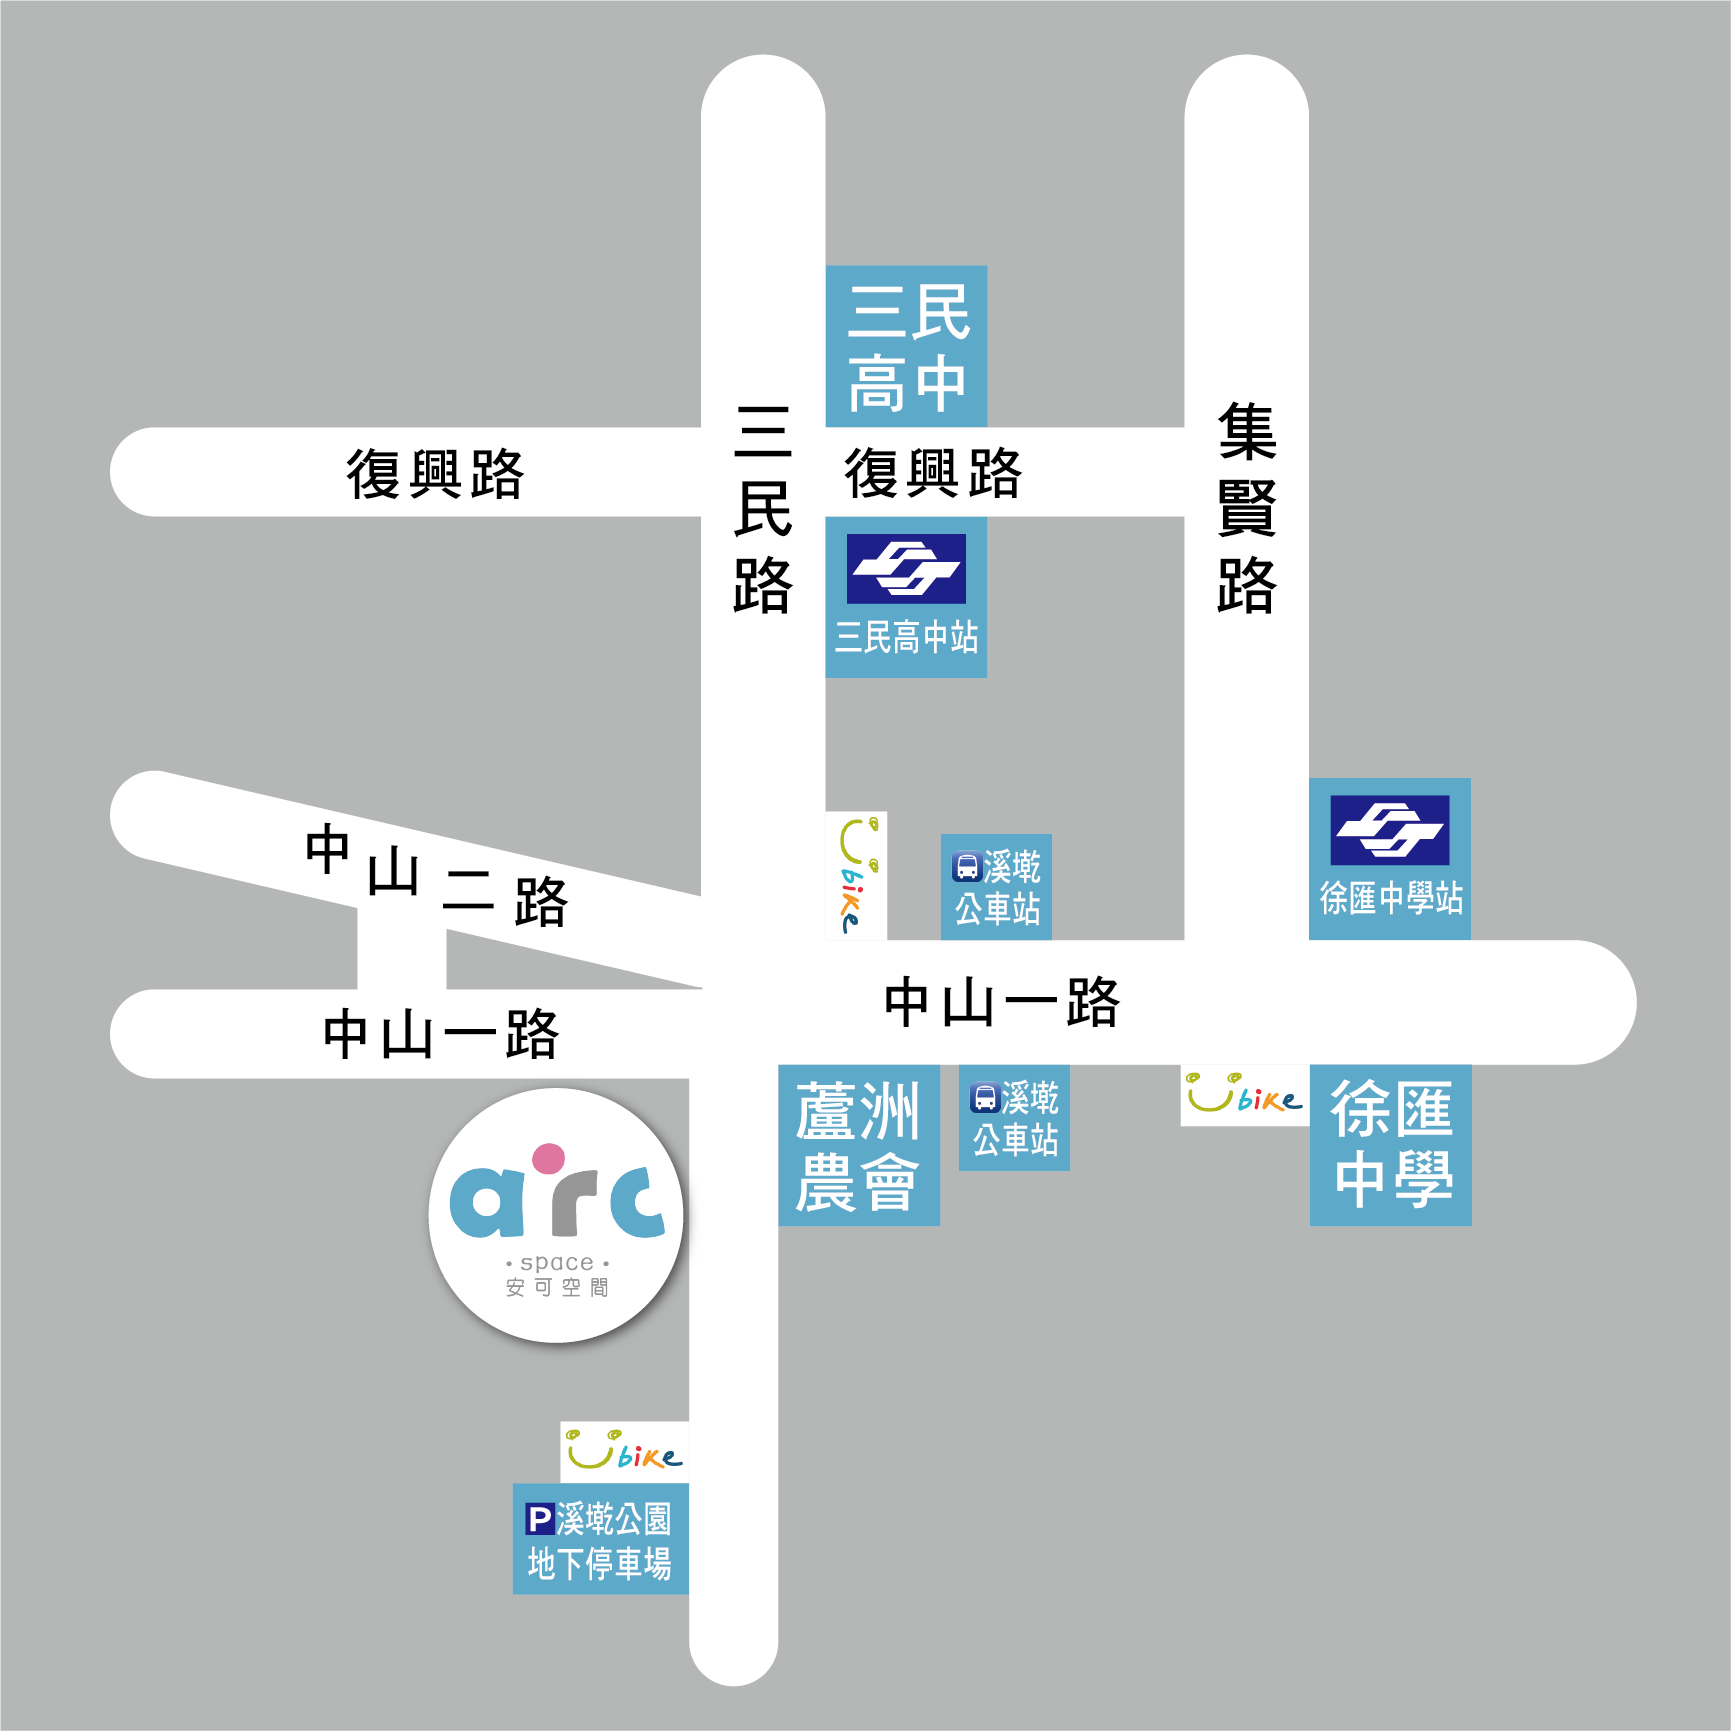 三民
高中
三民路
集賢路
復興路
復興路
三民高中站
中山二路
Ubike
溪墘
公車站
徐匯中學站
中山一路
中山一路
蘆洲
農會
溪墘
公車站
Ubike
徐匯
中學
arc
·space·
安可空間
Ubike
P溪墘公園
地下停車場